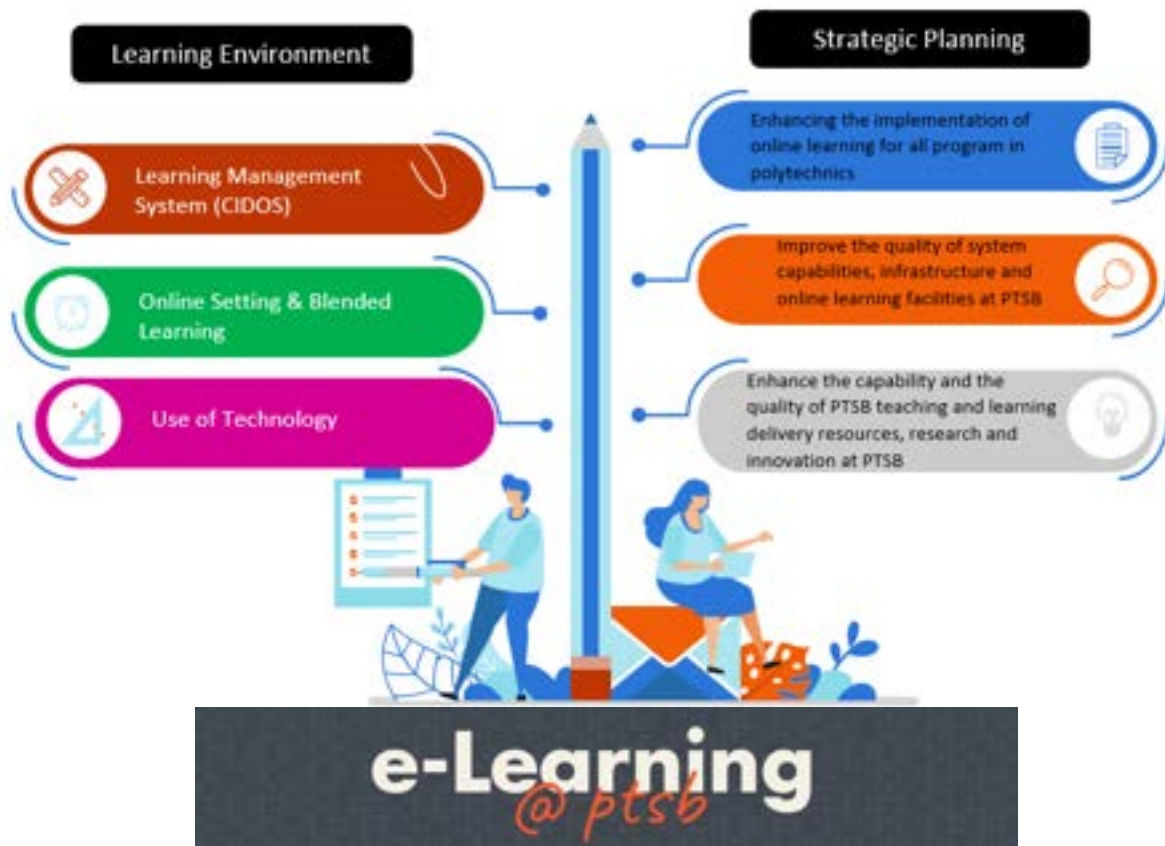 Learning Environment
Learning Management
System (CIDOS)
Online Setting & Blended
Learning
Use of Technology
Strategic Planning
Enhancing the implementation of
online learning for all program in
polytechnics
Improve the quality of system
capabilities, infrastructure and
online learning facilities at PTSB
Enhance the capability and the
quality of PTSB teaching and learning
delivery resources, research and
innovation at PTSB
e-Learning
@ ptsb